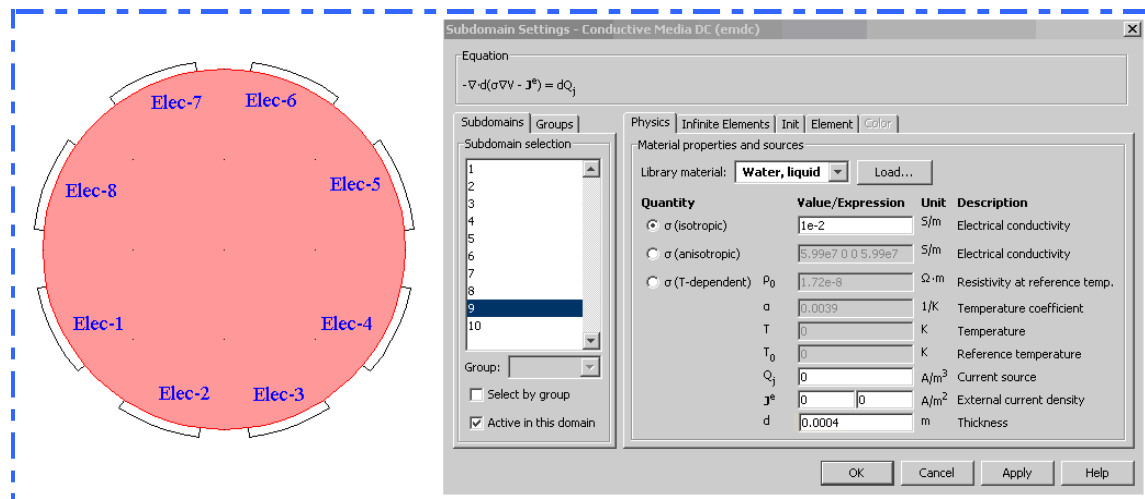 Elec-7
Elec-6
Elec-8
Elec-5
Elec-1
Elec-4
Elec-2
Elec-3
Subdomain Settings - Conductive Media DC (emdc)
Equation
-∇·d(σ∇V - Jᵉ) = dQⱼ
Subdomains Groups
Subdomain selection
1
2
3
4
5
6
7
8
9
10
Group:
Select by group
Active in this domain
Physics Infinite Elements Init Element Color
Material properties and sources
Library material: Water, liquid Load...
Quantity Value/Expression Unit Description
σ (isotropic) 1e-2 S/m Electrical conductivity
σ (anisotropic) 5.99e7 0 0 5.99e7 S/m Electrical conductivity
σ (T-dependent) ρ₀ 1.72e-8 Ω·m Resistivity at reference temp.
α 0.0039 1/K Temperature coefficient
T 0 K Temperature
T₀ 0 K Reference temperature
Qⱼ 0 A/m³ Current source
Jᵉ 0 0 A/m² External current density
d 0.0004 m Thickness
OK Cancel Apply Help